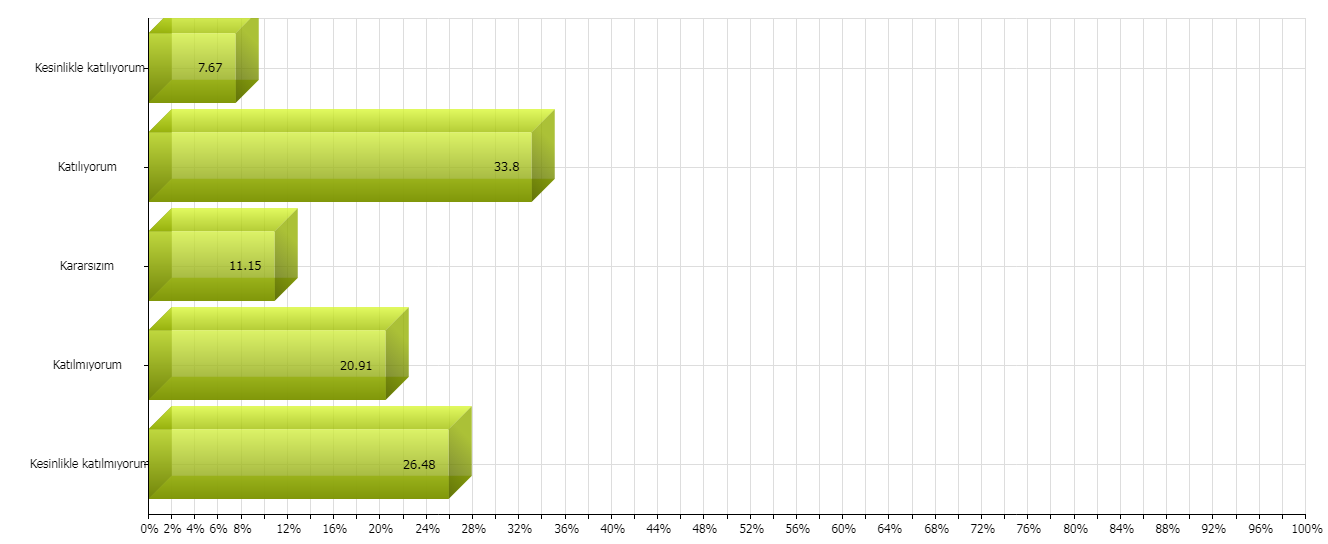 Kesinlikle katılıyorum
7.67
Katılıyorum
33.8
Kararsızım
11.15
Katılmıyorum
20.91
Kesinlikle katılmıyorum
26.48
0% 2% 4% 6% 8% 12% 16% 20% 24% 28% 32% 36% 40% 44% 48% 52% 56% 60% 64% 68% 72% 76% 80% 84% 88% 92% 96% 100%